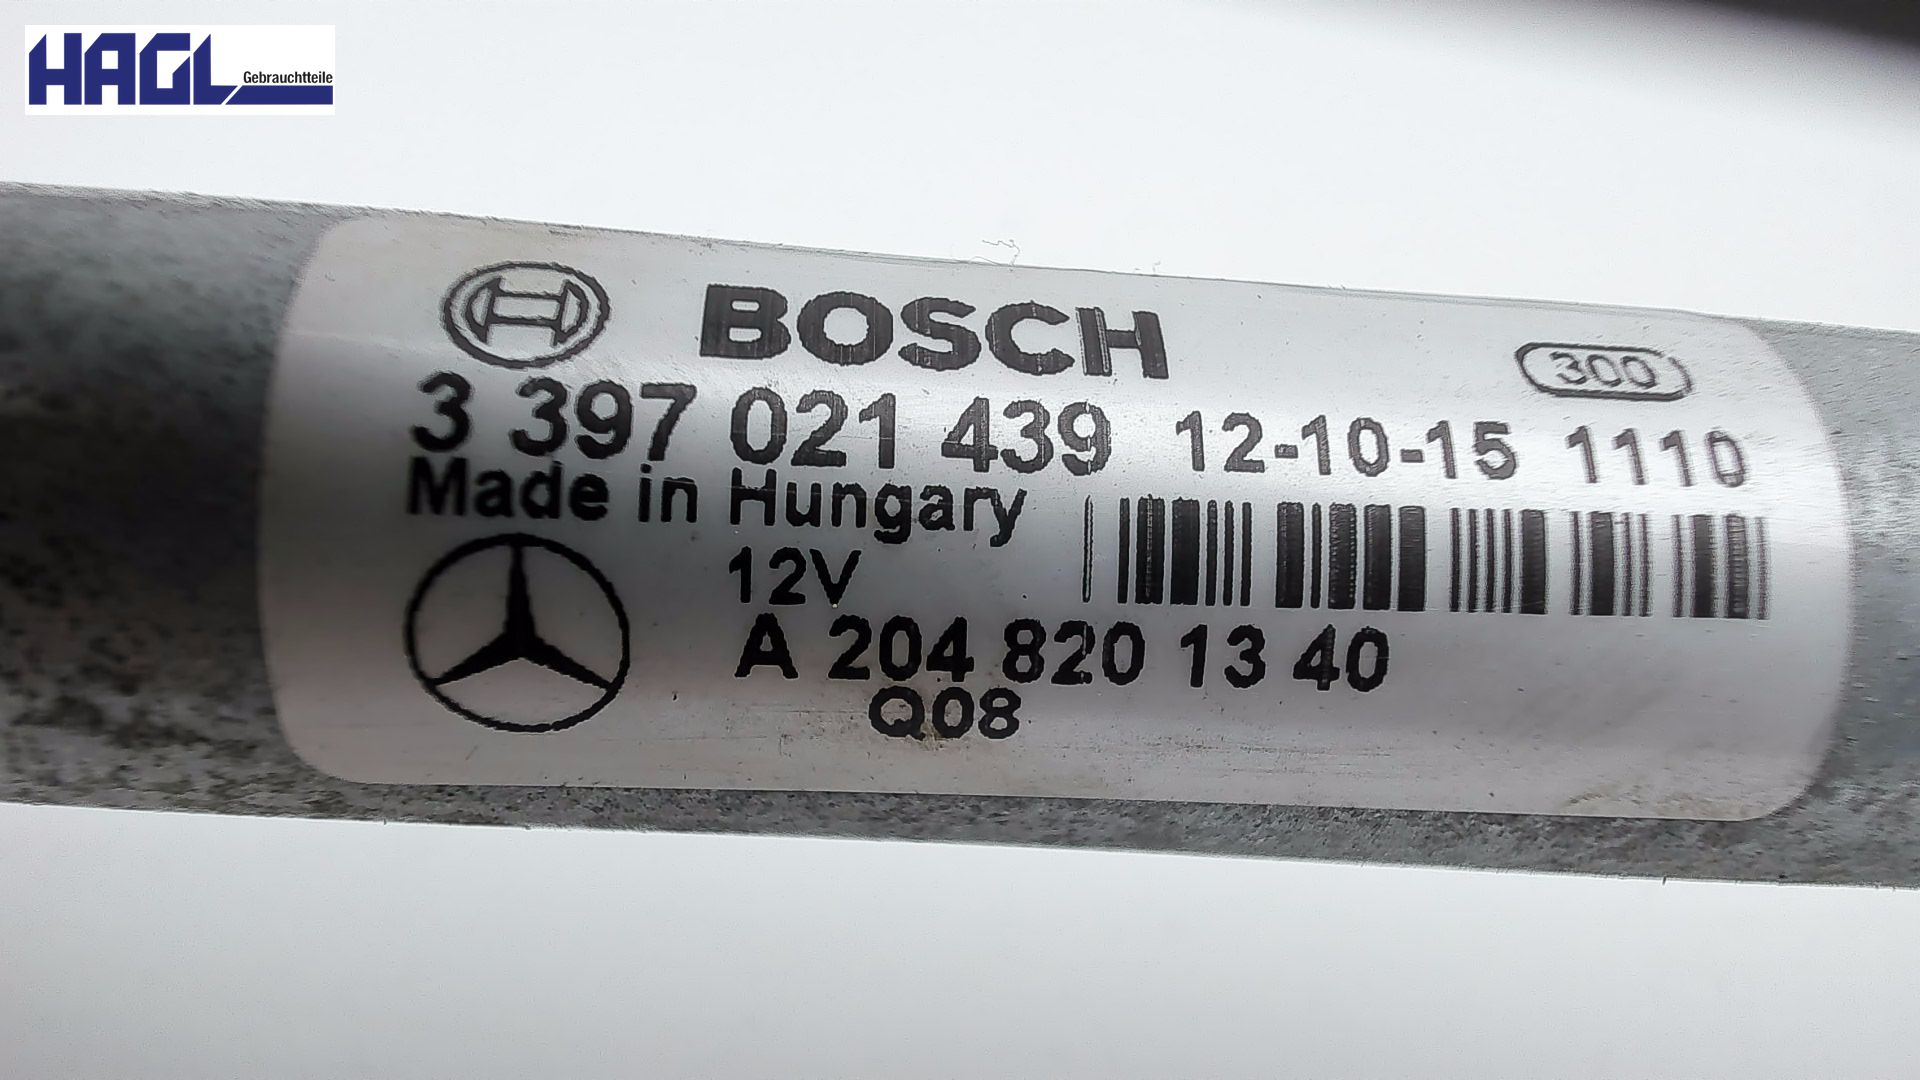 HAGL
Gebrauchtteile
BOSCH
300
3 397 021 439 12-10-15 1110
Made in Hungary
12V
A 204 820 13 40
Q08